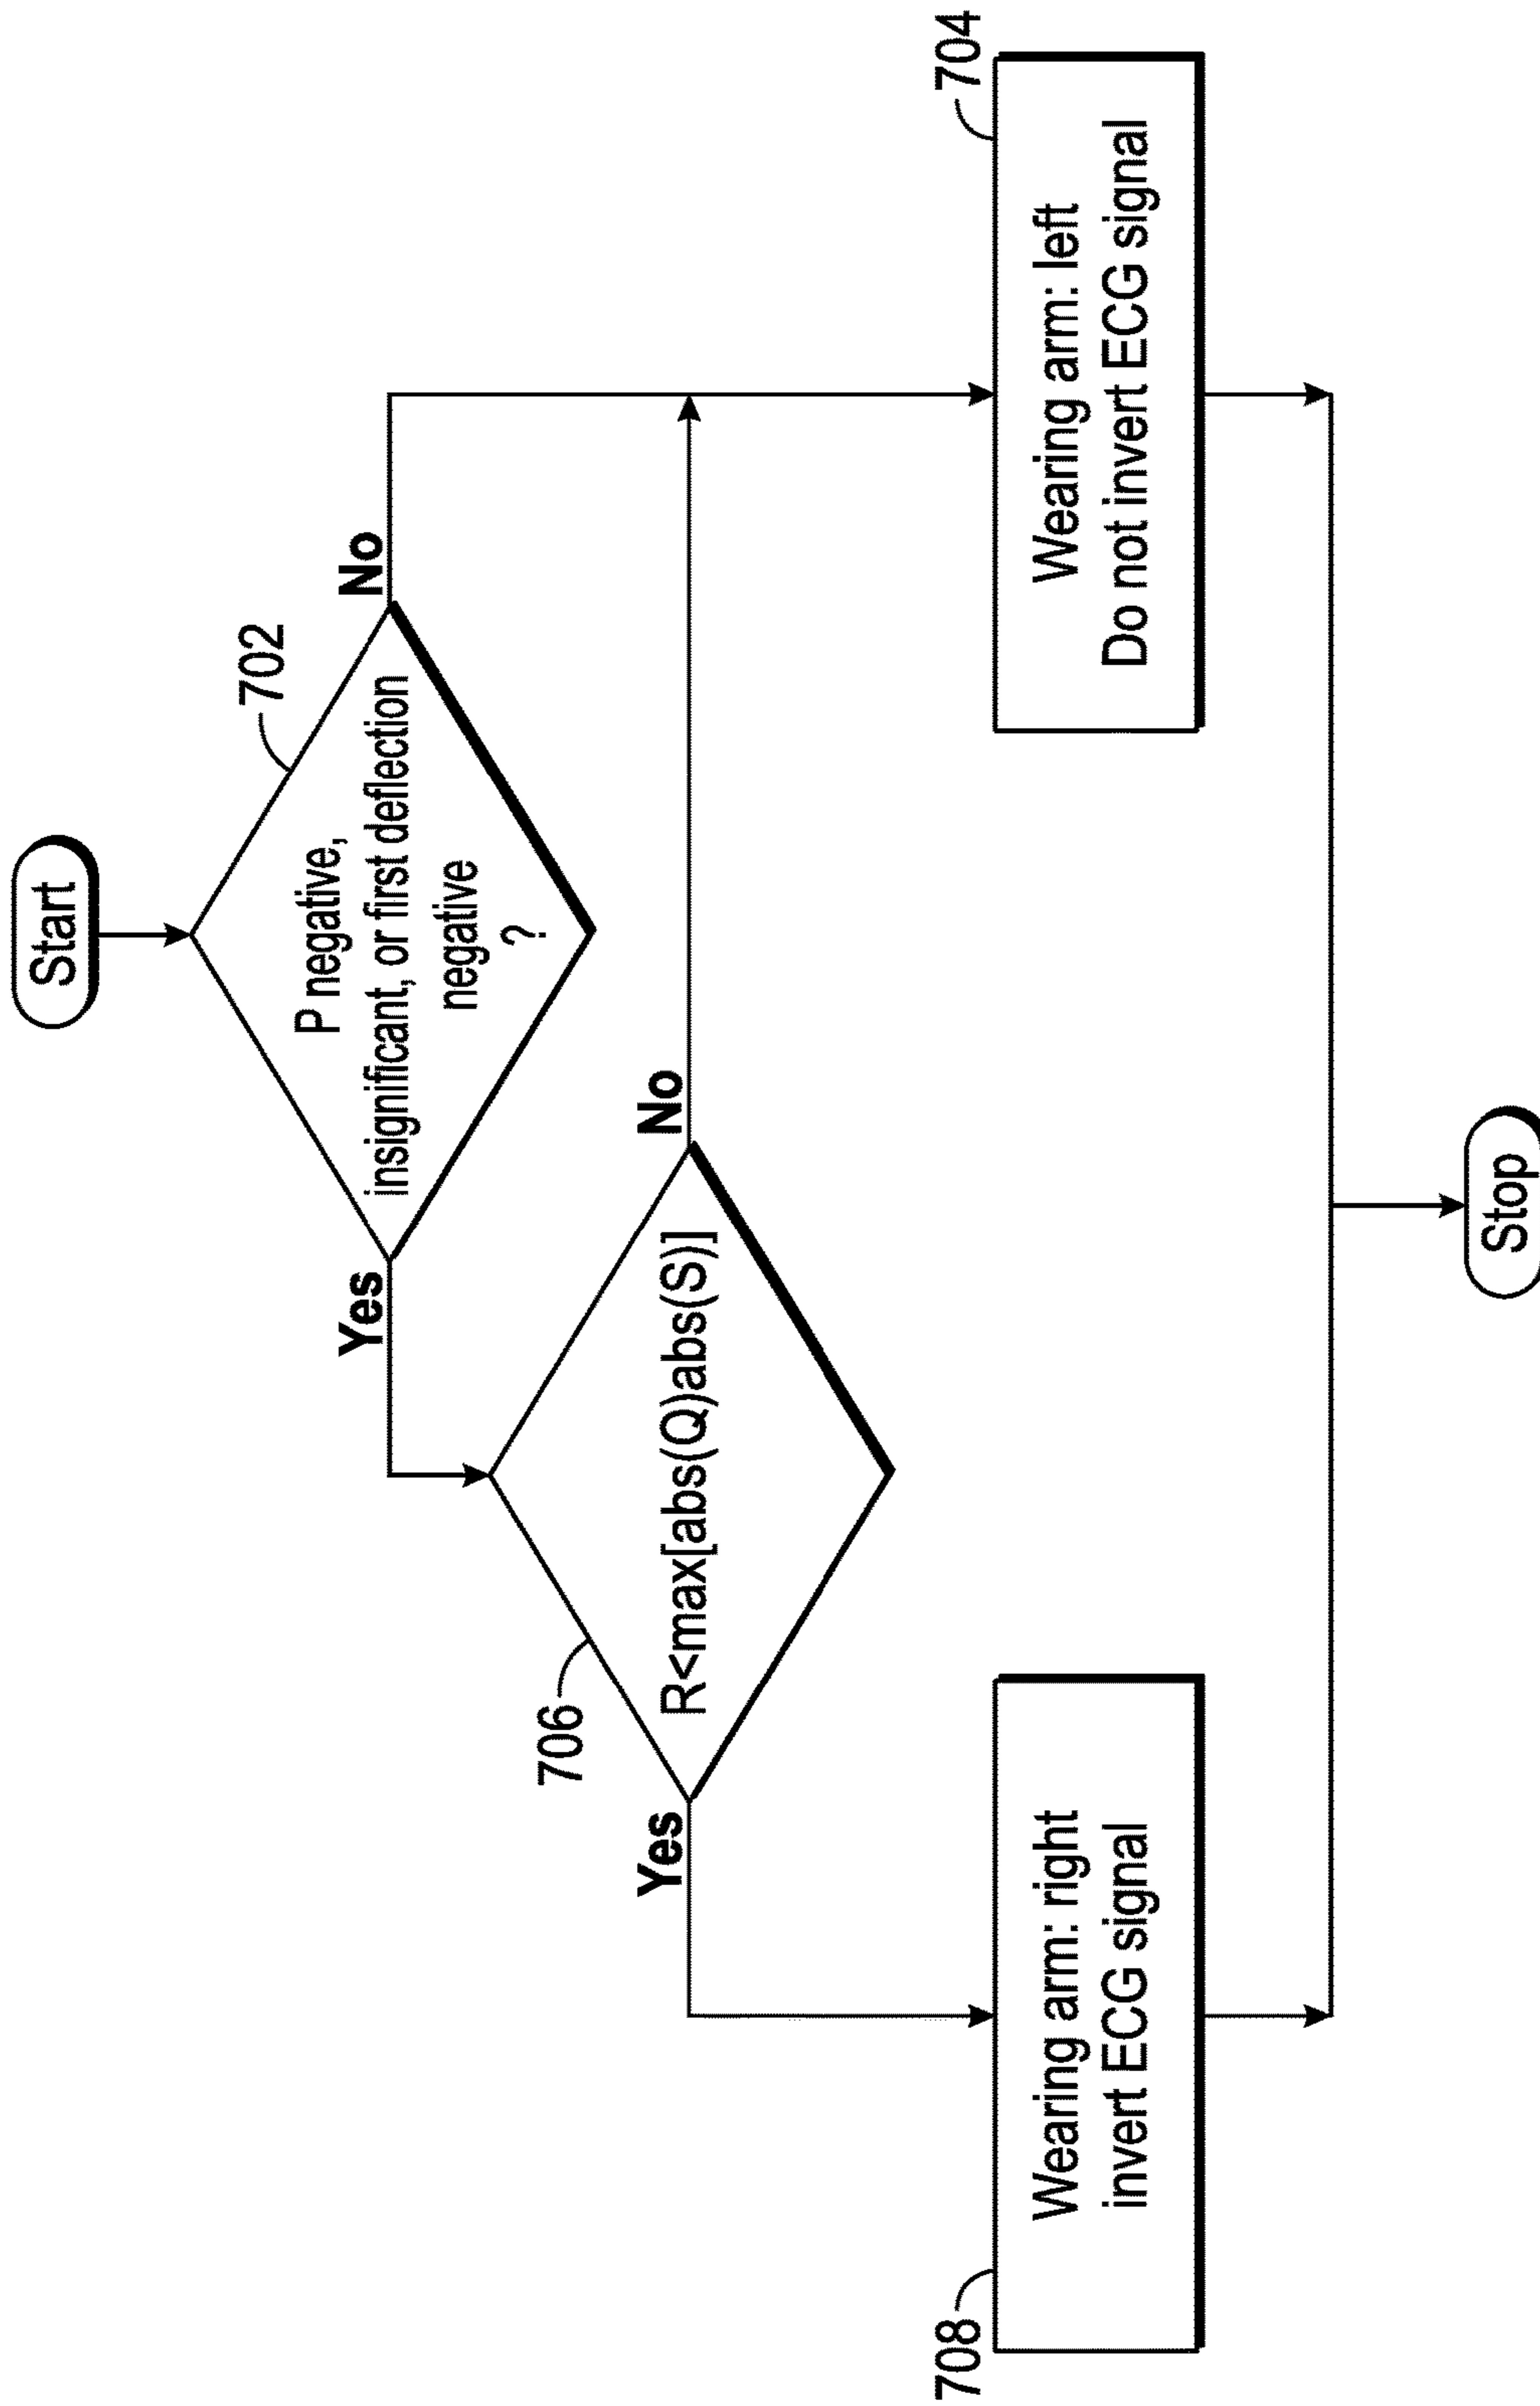 Start
702
P negative,
insignificant, or first deflection
negative
?
Yes
No
706
R<max[abs(Q)abs(S)]
Yes
No
708
Wearing arm: right
invert ECG signal
704
Wearing arm: left
Do not invert ECG signal
Stop